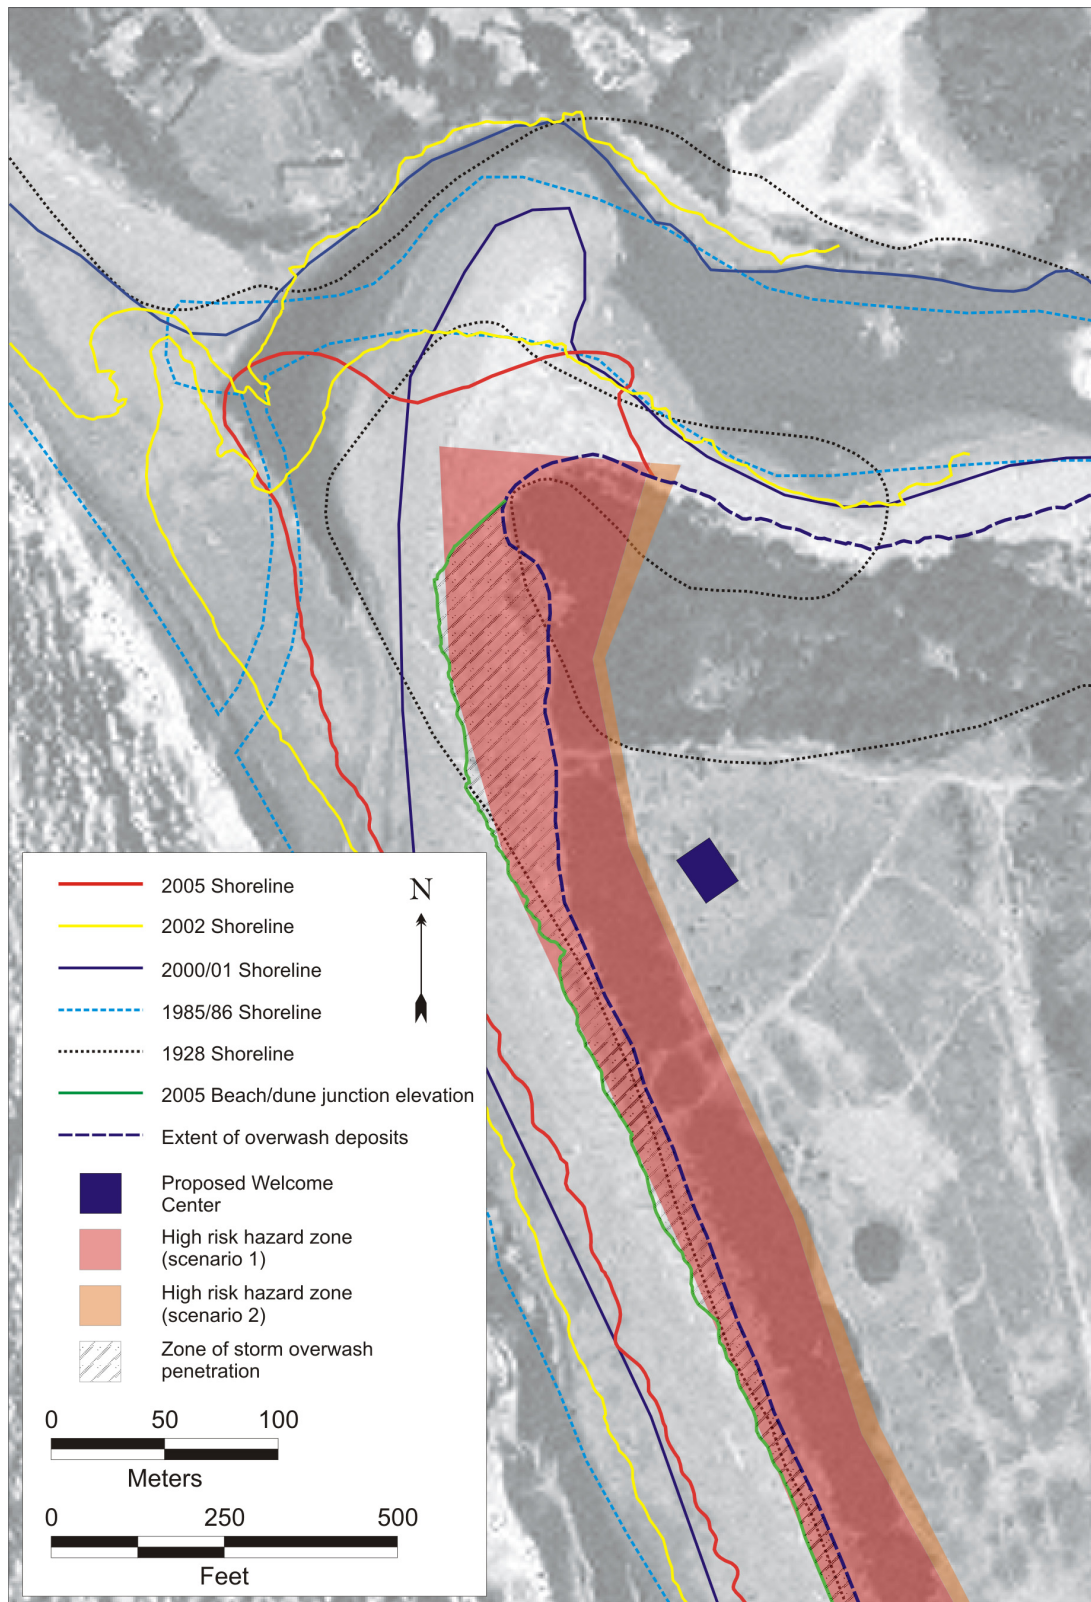 2005 Shoreline
N
2002 Shoreline
2000/01 Shoreline
1985/86 Shoreline
1928 Shoreline
2005 Beach/dune junction elevation
Extent of overwash deposits
Proposed Welcome
Center
High risk hazard zone
(scenario 1)
High risk hazard zone
(scenario 2)
Zone of storm overwash
penetration
0 50 100
Meters
0 250 500
Feet